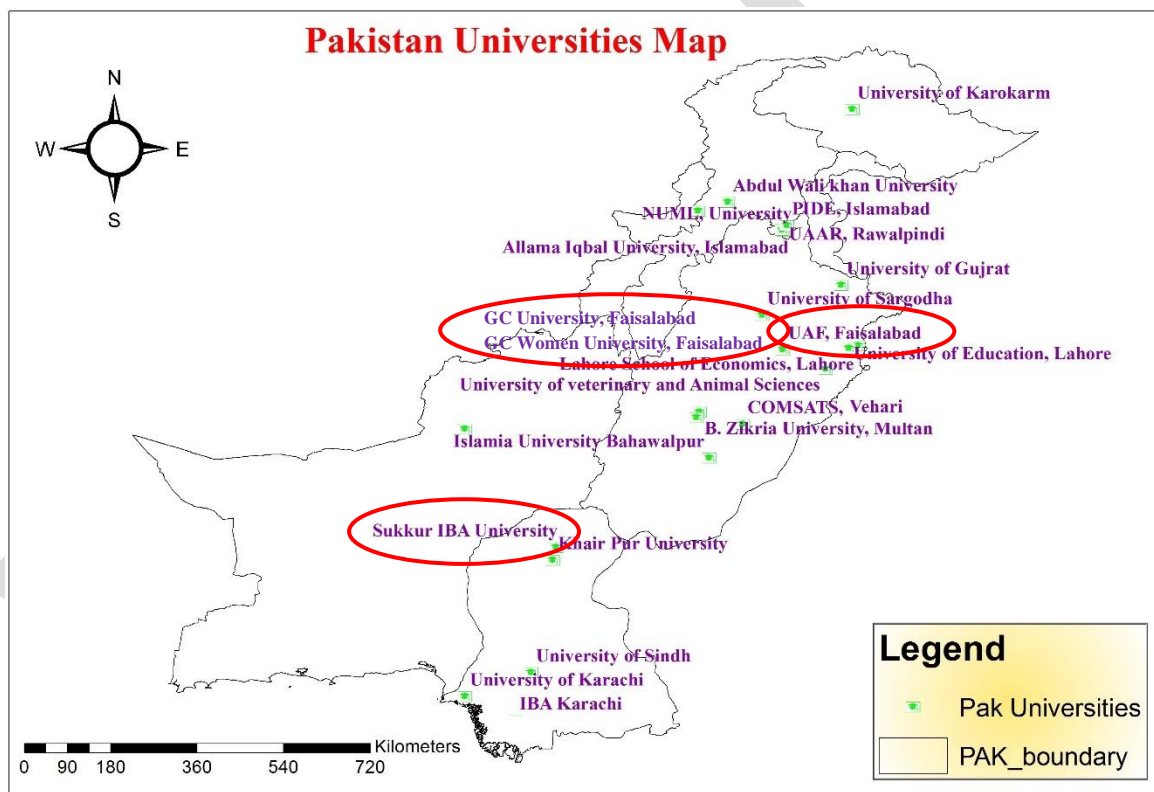 Pakistan Universities Map
N
W
E
S
University of Karokarm
Abdul Wali khan University
NUML, University
PIDE, Islamabad
UAAR, Rawalpindi
Allama Iqbal University, Islamabad
University of Gujrat
University of Sargodha
GC University, Faisalabad
UAF, Faisalabad
GC Women University, Faisalabad
University of Education, Lahore
Lahore School of Economics, Lahore
University of veterinary and Animal Sciences
COMSATS, Vehari
B. Zikria University, Multan
Islamia University Bahawalpur
Sukkur IBA University
Khair Pur University
University of Sindh
University of Karachi
IBA Karachi
Legend
Pak Universities
PAK_boundary
Kilometers
0 90 180 360 540 720